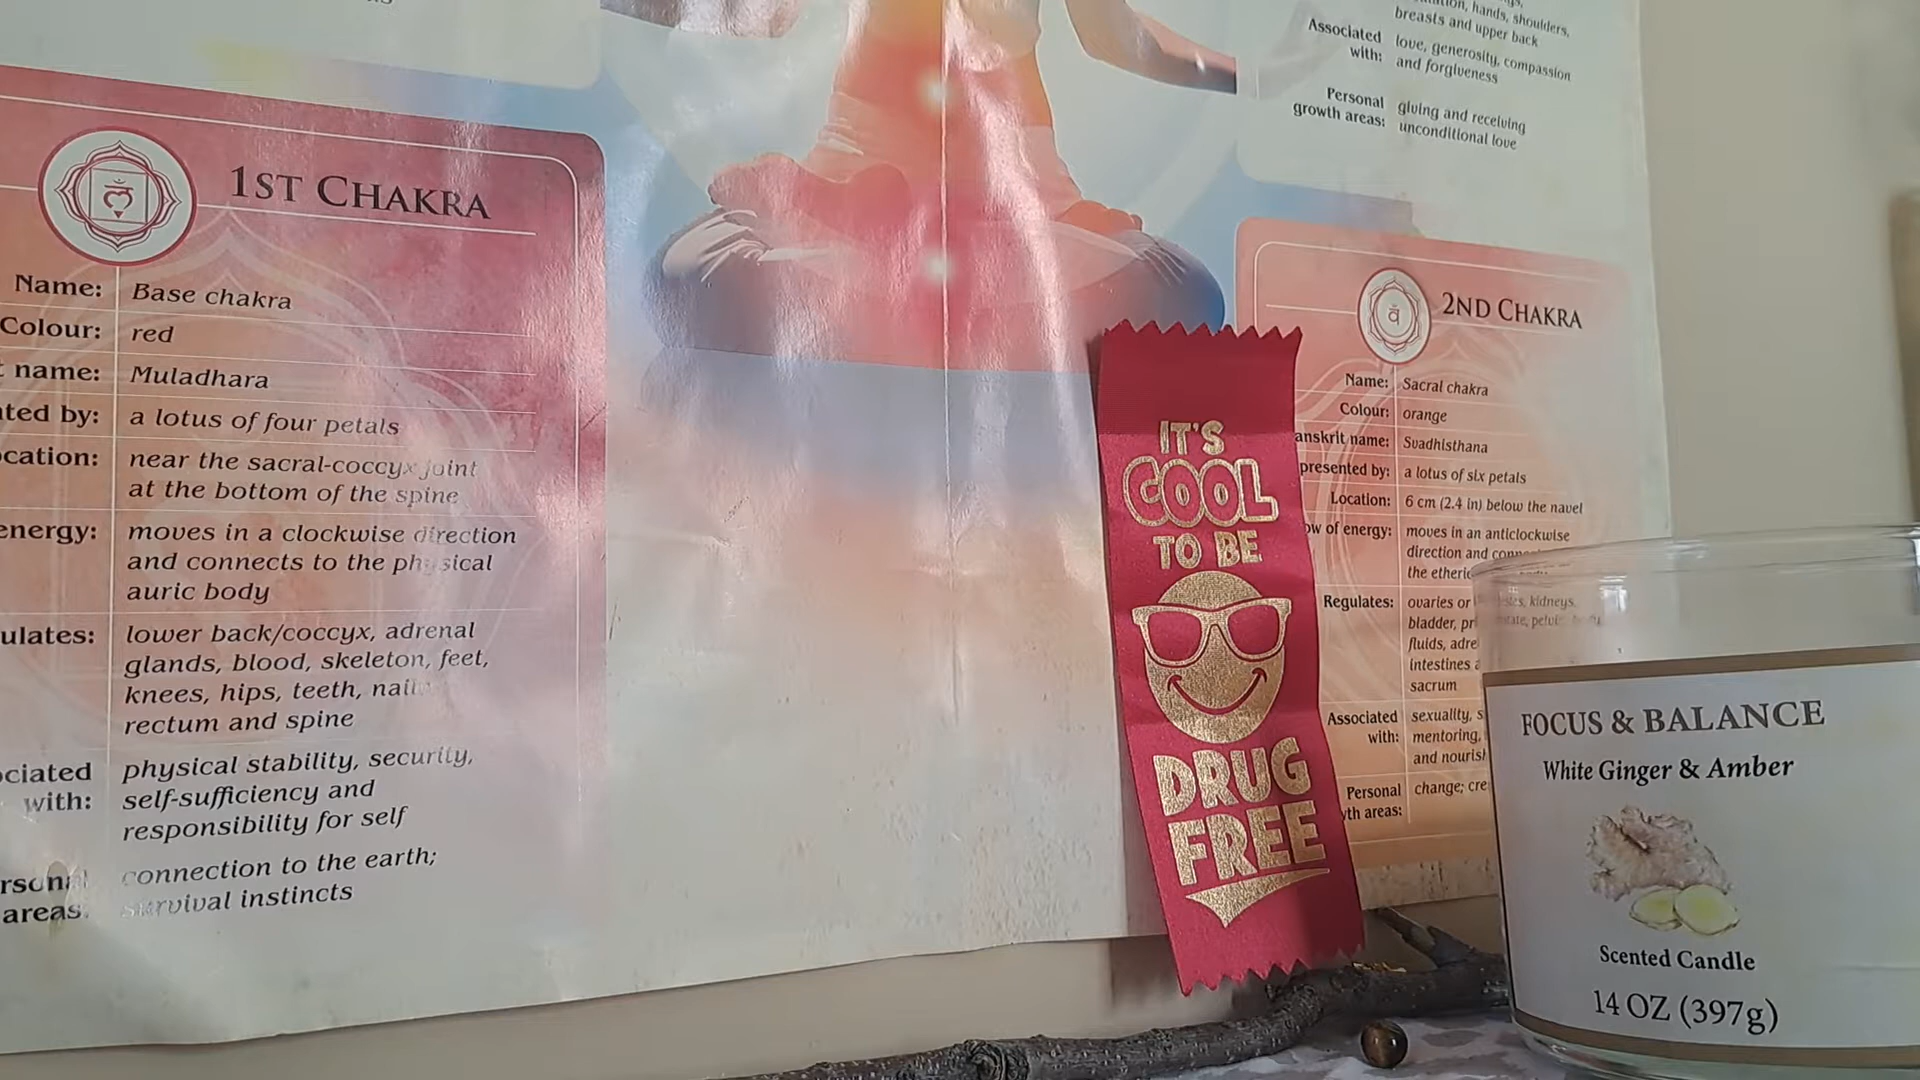 hands, shoulders,
breasts and upper back
Associated with: love, generosity, compassion
and forgiveness
Personal growth areas: giving and receiving
unconditional love
1ST CHAKRA
Name: Base chakra
Colour: red
name: Muladhara
by: a lotus of four petals
near the sacral-coccyx joint
at the bottom of the spine
energy: moves in a clockwise direction
and connects to the physical
auric body
lower back/coccyx, adrenal
glands, blood, skeleton, feet,
knees, hips, teeth,
rectum and spine
with: physical stability, security,
self-sufficiency and
responsibility for self
areas: connection to the earth;
survival instincts
ल
IT'S
COOL
TO BE
DRUG
FREE
2ND CHAKRA
वं
Name: Sacral chakra
Colour: orange
name: Svadhisthana
by: a lotus of six petals
Location: 6 cm (2.4 in) below the navel
of energy: moves in an anticlockwise
direction and
the
Regulates: ovaries or kidneys,
bladder,
fluids,
intestines
sacrum
Associated with: sexuality,
mentoring,
and
Personal areas: change;
FOCUS & BALANCE
White Ginger & Amber
Scented Candle
14 OZ (397g)